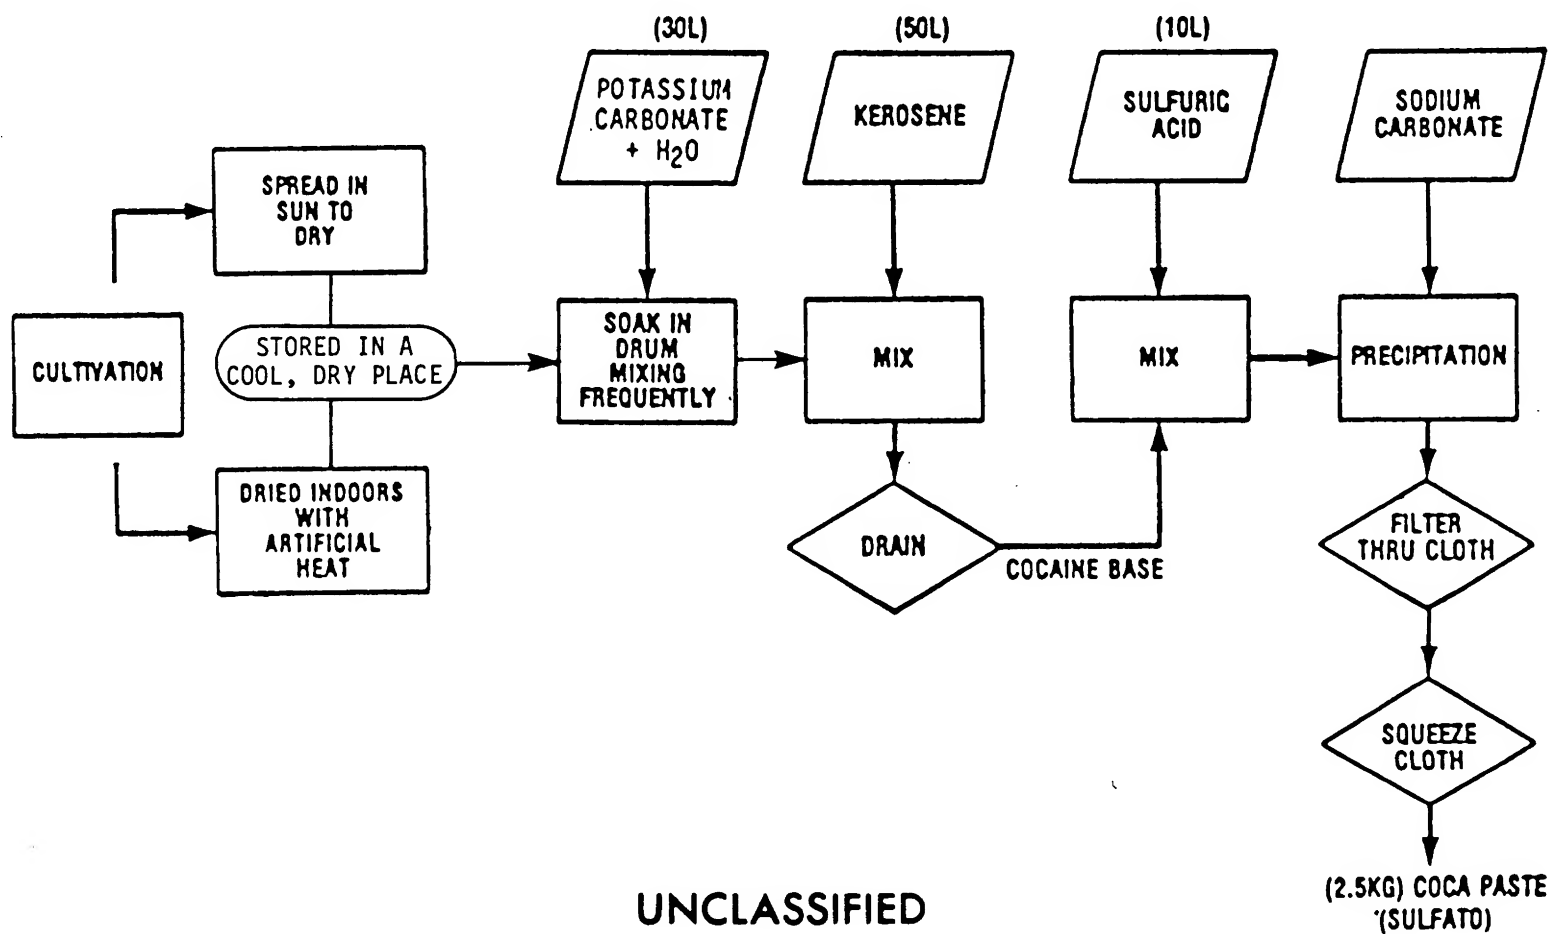 (30L)
(50L)
(10L)
POTASSIUM
CARBONATE
+ H2O
KEROSENE
SULFURIC
ACID
SODIUM
CARBONATE
SPREAD IN
SUN TO
DRY
CULTIVATION
STORED IN A
COOL, DRY PLACE
SOAK IN
DRUM
MIXING
FREQUENTLY
MIX
MIX
PRECIPITATION
DRIED INDOORS
WITH
ARTIFICIAL
HEAT
DRAIN
COCAINE BASE
FILTER
THRU CLOTH
SQUEEZE
CLOTH
(2.5KG) COCA PASTE
(SULFATO)
UNCLASSIFIED